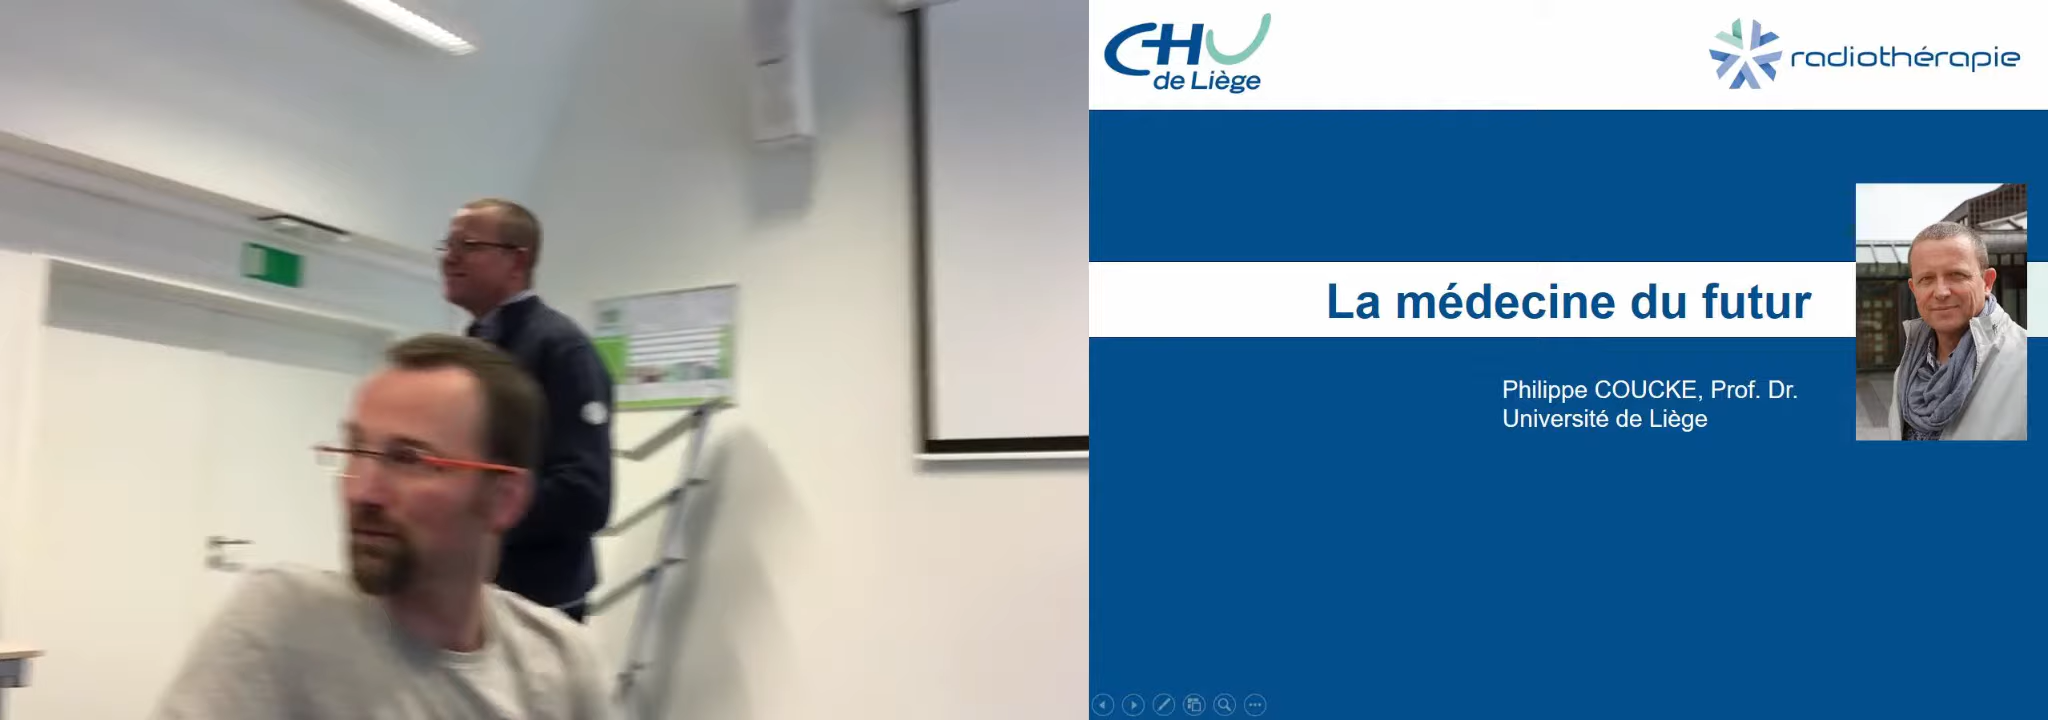 CHU
de Liège
radiothérapie
La médecine du futur
Philippe COUCKE, Prof. Dr.
Université de Liège